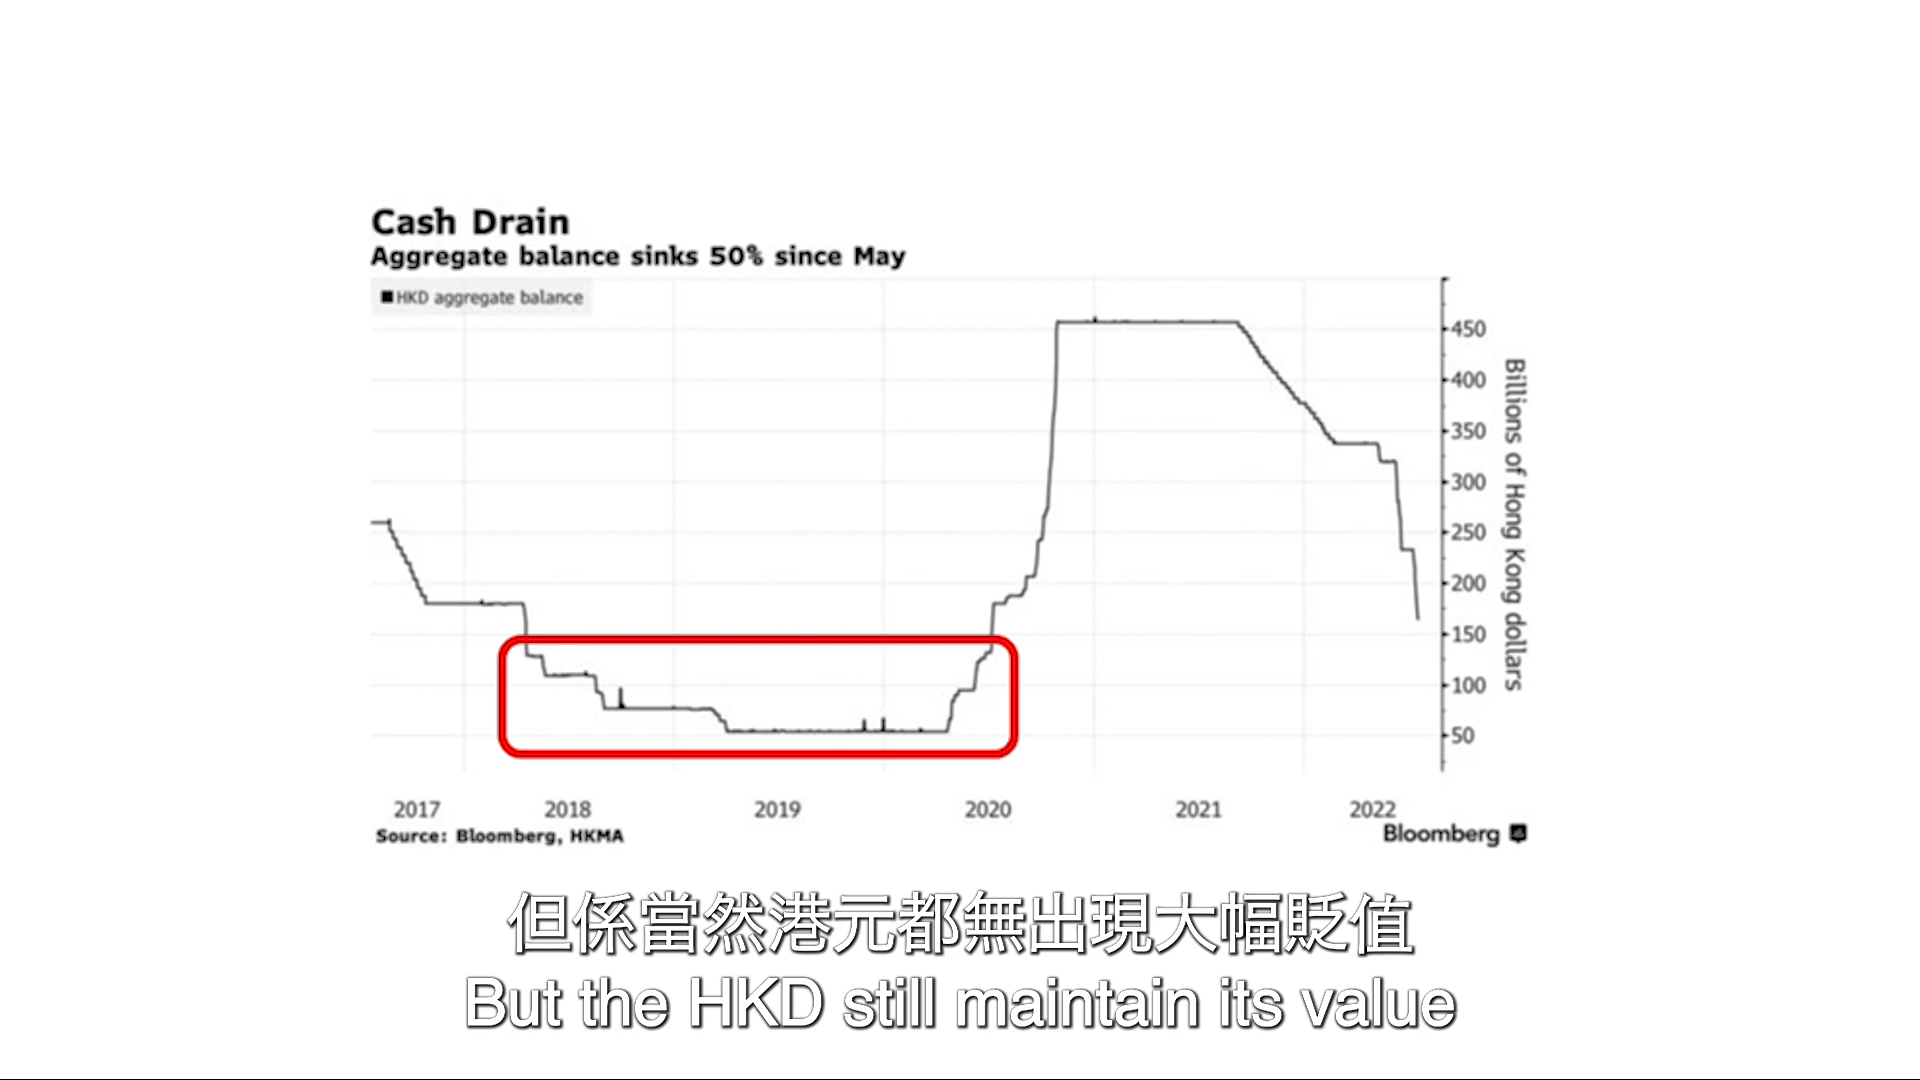 Cash Drain
Aggregate balance sinks 50% since May
HKD aggregate balance
450
400
350
300
250
200
150
100
50
Billions of Hong Kong dollars
2017 2018 2019 2020 2021 2022
Source: Bloomberg, HKMA
Bloomberg
但係當然港元都無出現大幅貶值
But the HKD still maintain its value